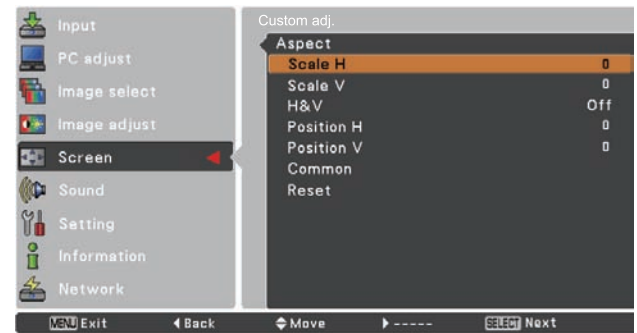 Input
PC adjust
Image select
Image adjust
Screen
Sound
Setting
Information
Network
Custom adj.
Aspect
Scale H 0
Scale V 0
H&V Off
Position H 0
Position V 0
Common
Reset
MENU Exit Back Move ----- SELECT Next